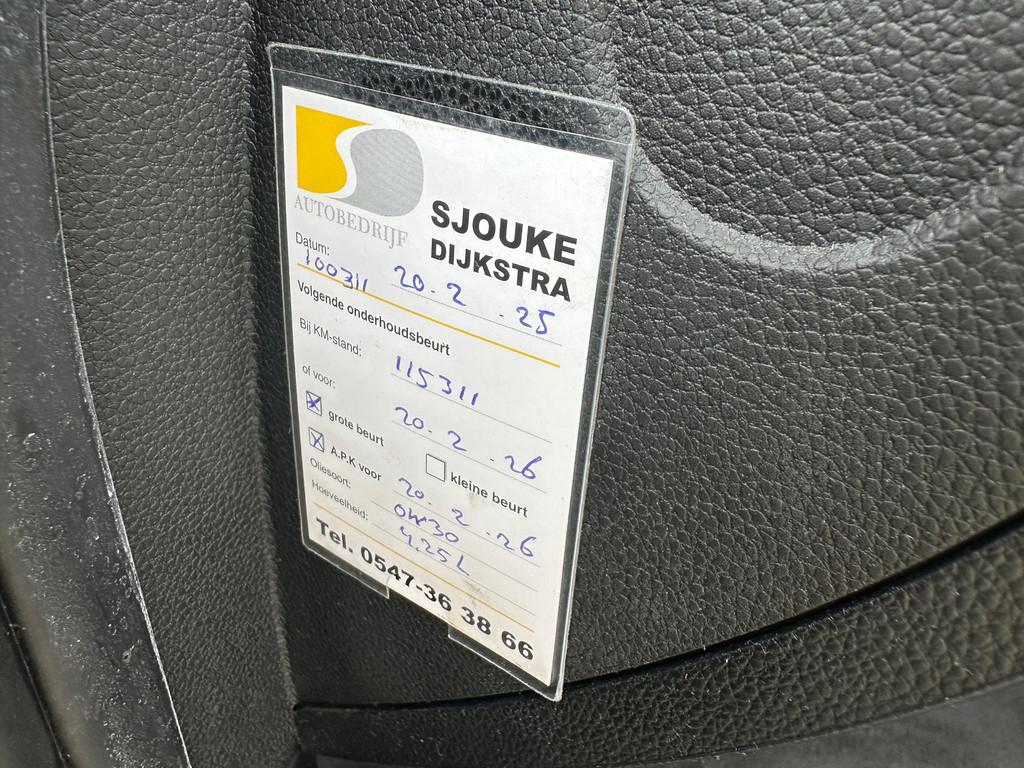 AUTOBEDRIJF
SJOUKE
DIJKSTRA
Datum: 20.2.25
100311
Volgende onderhoudsbeurt
Bij KM-stand: 115311
of voor: 20.2.26
grote beurt kleine beurt
A.P.K voor 20.2.26
Oliesoort: 0W30
Hoeveelheid: 4,25L
Tel. 0547-36 38 66